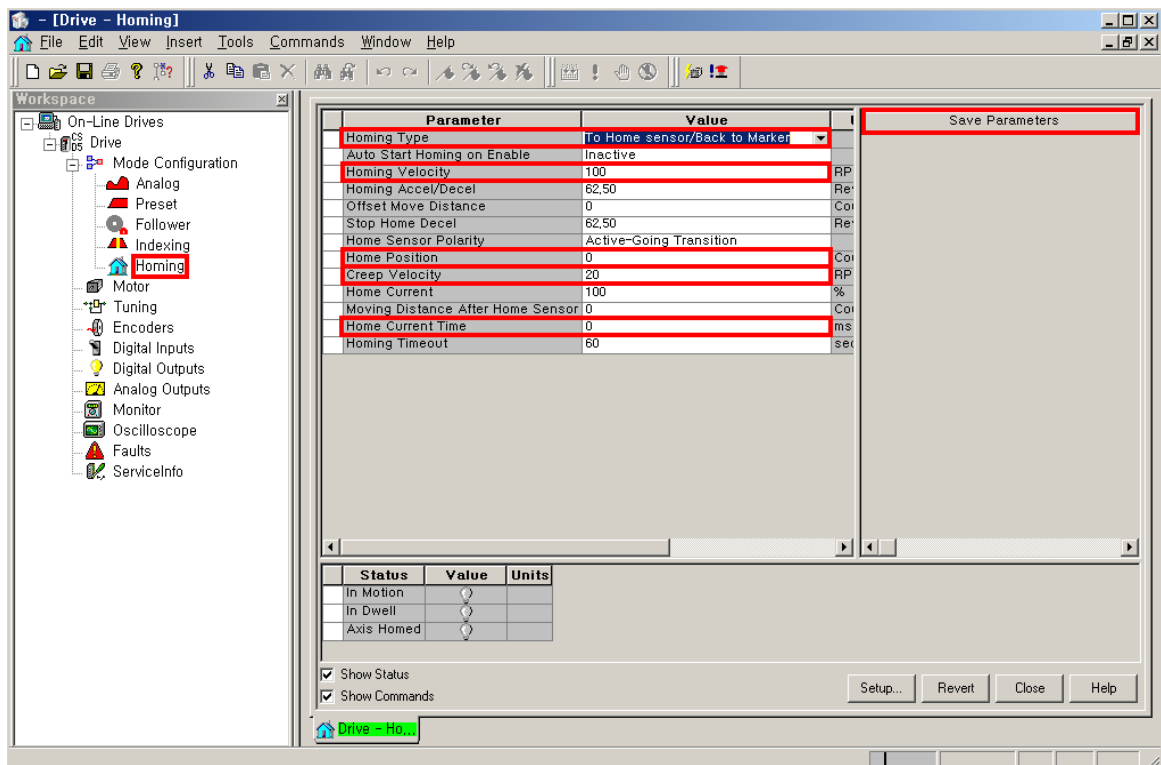 - [Drive - Homing]
File Edit View Insert Tools Commands Window Help
Workspace
On-Line Drives
Drive
Mode Configuration
Analog
Preset
Follower
Indexing
Homing
Motor
Tuning
Encoders
Digital Inputs
Digital Outputs
Analog Outputs
Monitor
Oscilloscope
Faults
ServiceInfo
Parameter Value
Homing Type To Home sensor/Back to Marker
Auto Start Homing on Enable Inactive
Homing Velocity 100 RP
Homing Accel/Decel 62,50 Re
Offset Move Distance 0 Cou
Stop Home Decel 62,50 Re
Home Sensor Polarity Active-Going Transition
Home Position 0 Cou
Creep Velocity 20 RP
Home Current 100 %
Moving Distance After Home Sensor 0 Cou
Home Current Time 0 ms
Homing Timeout 60 sec
Save Parameters
Status Value Units
In Motion
In Dwell
Axis Homed
Show Status
Show Commands
Setup... Revert Close Help
Drive - Ho...